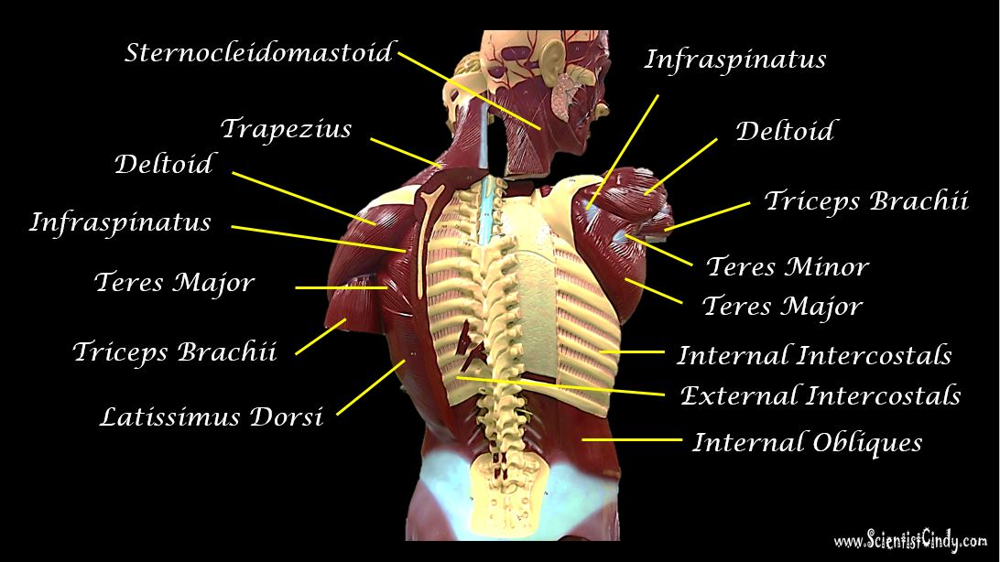 Sternocleidomastoid
Trapezius
Deltoid
Infraspinatus
Teres Major
Triceps Brachii
Latissimus Dorsi
Infraspinatus
Deltoid
Triceps Brachii
Teres Minor
Teres Major
Internal Intercostals
External Intercostals
Internal Obliques
www.ScientistCindy.com